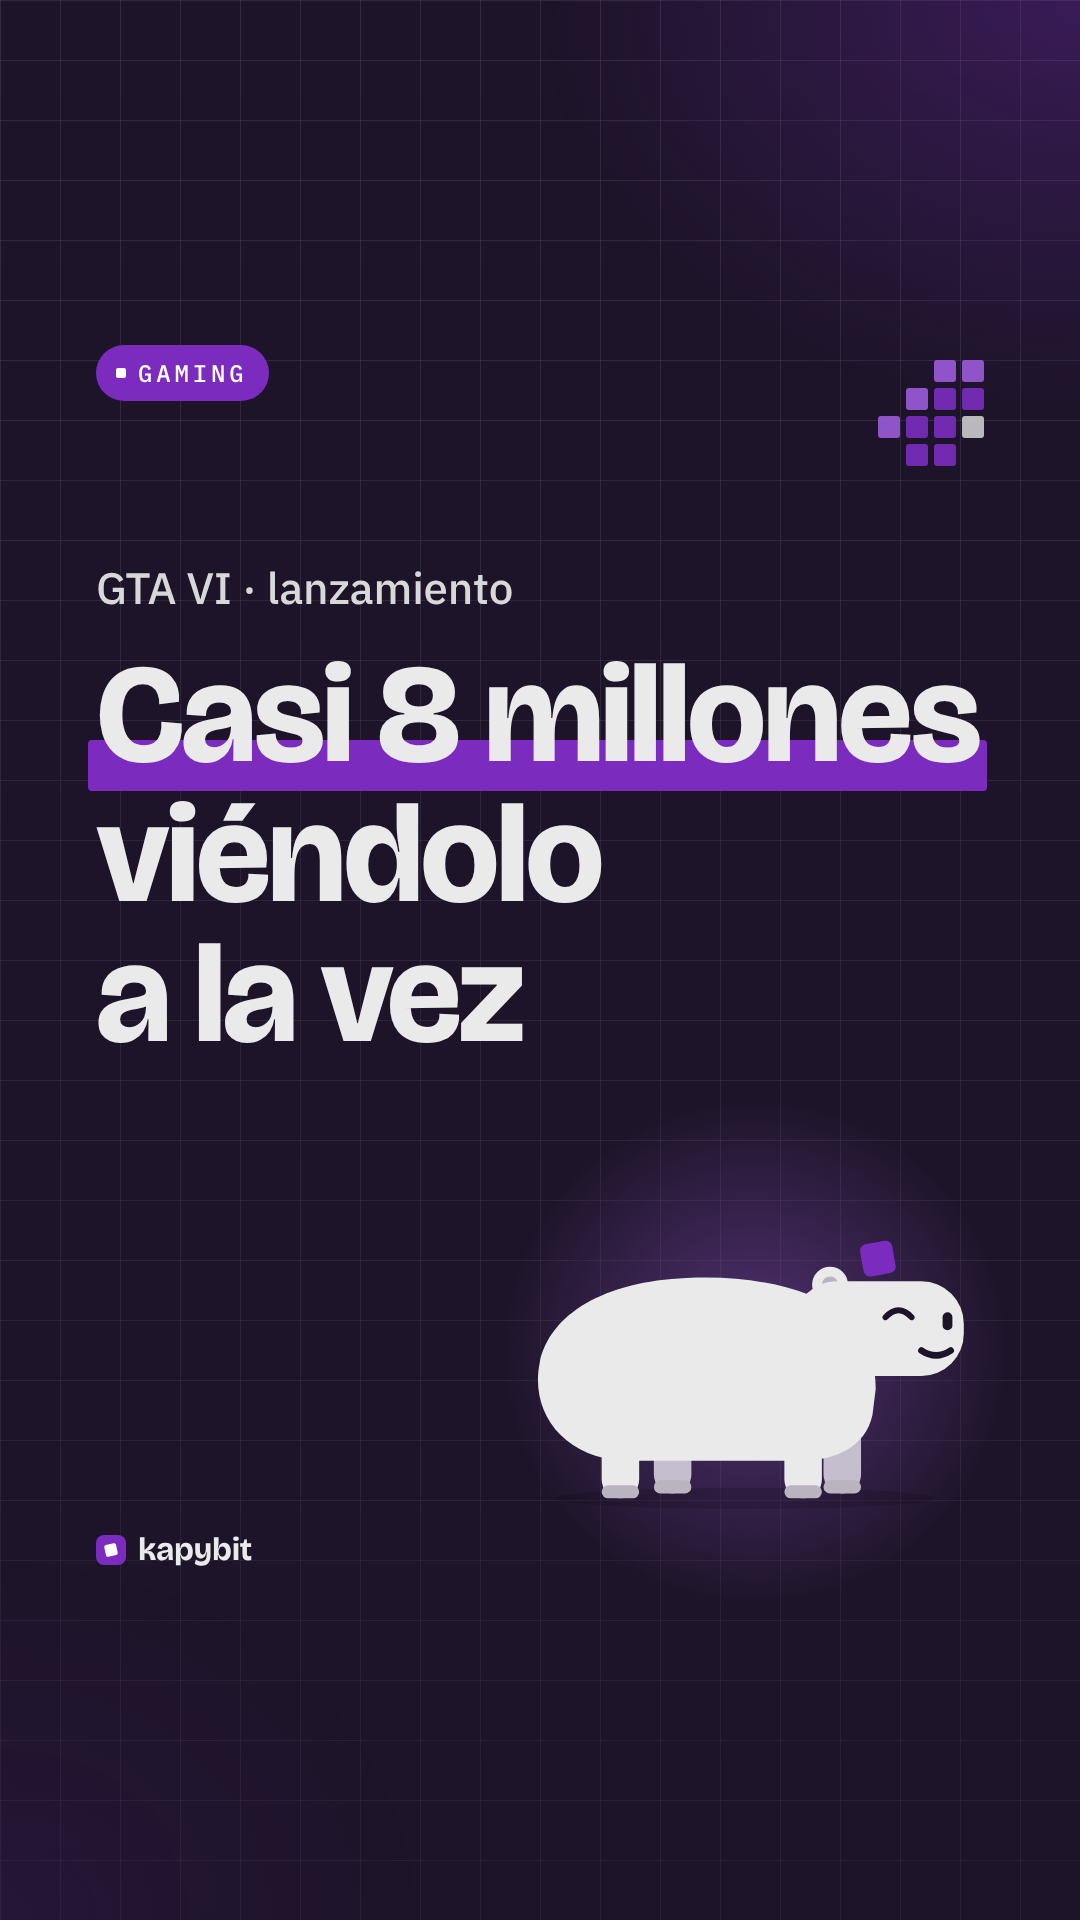 GAMING
GTA VI · lanzamiento
Casi 8 millones
viéndolo
a la vez
kapybit